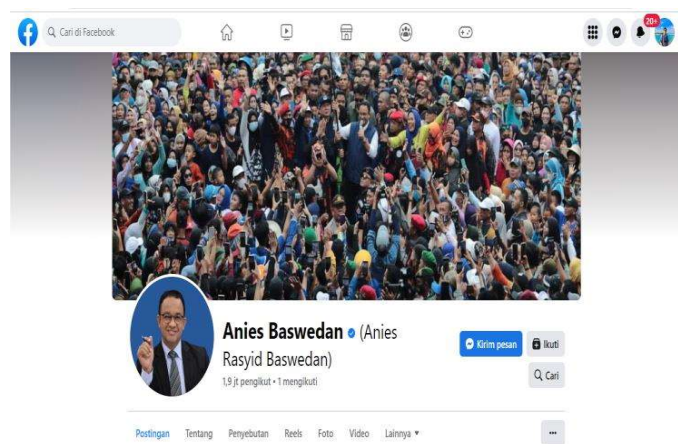 Cari di Facebook
20+
Anies Baswedan (Anies
Rasyid Baswedan)
1,9 jt pengikut • 1 mengikuti
Kirim pesan
Ikuti
Cari
Postingan Tentang Penyebutan Reels Foto Video Lainnya